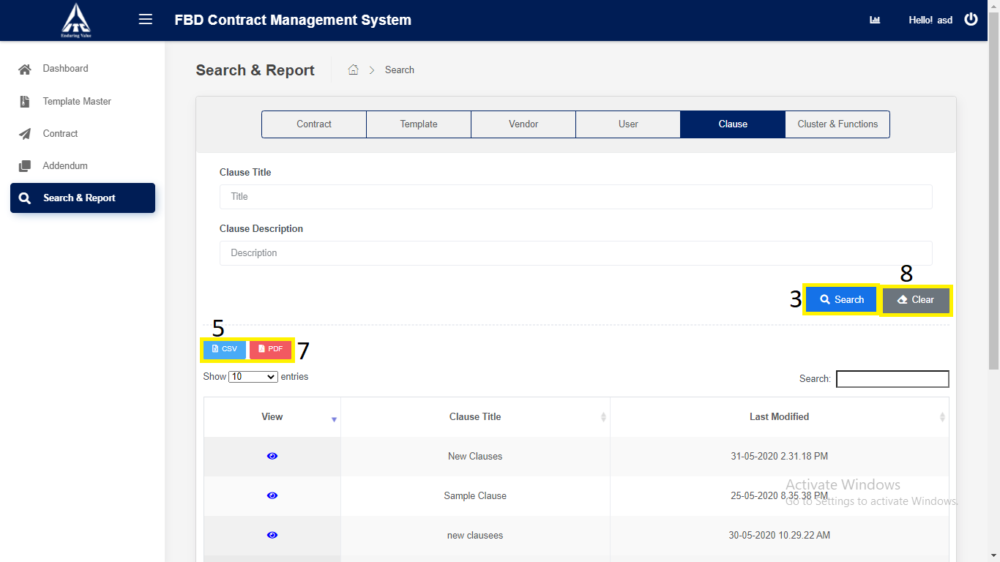 FBD Contract Management System
Hello! asd
ITC
Enduring Value
Dashboard
Template Master
Contract
Addendum
Search & Report
Search & Report
Search
Contract Template Vendor User Clause Cluster & Functions
Clause Title
Title
Clause Description
Description
8
3 Search Clear
5
CSV PDF 7
Show 10 entries
Search:
View Clause Title Last Modified
New Clauses 31-05-2020 2.31.18 PM
Sample Clause 25-05-2020 8.35.38 PM
new clausees 30-05-2020 10.29.22 AM
Activate Windows
Go to Settings to activate Windows.